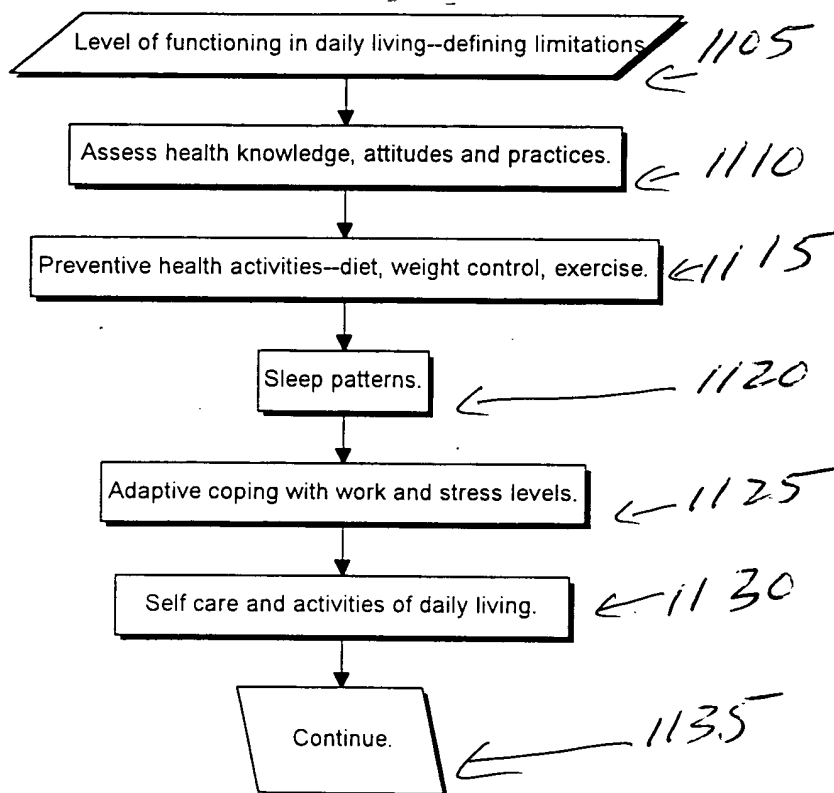 Level of functioning in daily living--defining limitations
1105
Assess health knowledge, attitudes and practices.
1110
Preventive health activities--diet, weight control, exercise.
1115
Sleep patterns.
1120
Adaptive coping with work and stress levels.
1125
Self care and activities of daily living.
1130
Continue.
1135